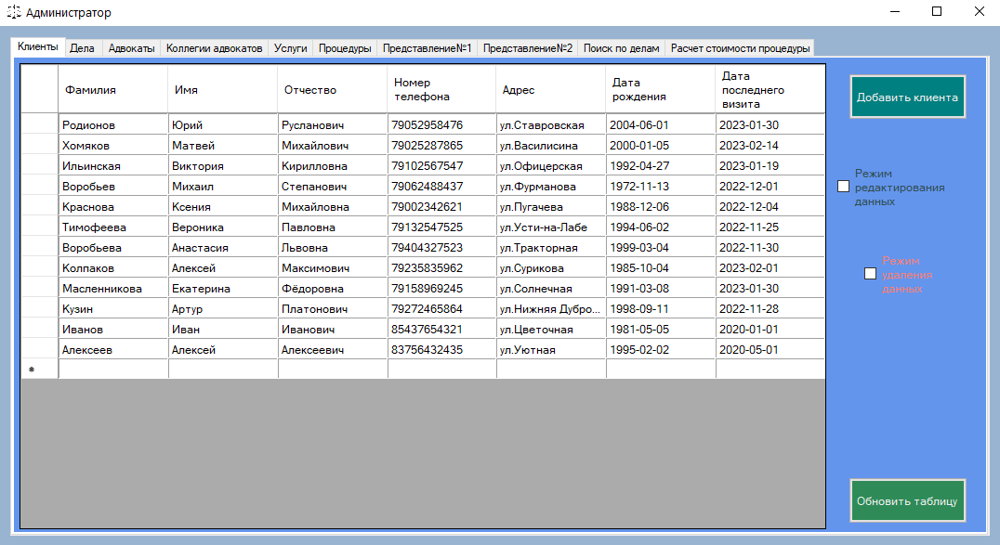 Администратор
Клиенты Дела Адвокаты Коллегии адвокатов Услуги Процедуры Представление№1 Представление№2 Поиск по делам Расчет стоимости процедуры
Фамилия Имя Отчество Номер телефона Адрес Дата рождения Дата последнего визита
Родионов Юрий Русланович 79052958476 ул.Ставровская 2004-06-01 2023-01-30
Хомяков Матвей Михайлович 79025287865 ул.Василисина 2000-01-05 2023-02-14
Ильинская Виктория Кирилловна 79102567547 ул.Офицерская 1992-04-27 2023-01-19
Воробьев Михаил Степанович 79062488437 ул.Фурманова 1972-11-13 2022-12-01
Краснова Ксения Михайловна 79002342621 ул.Пугачева 1988-12-06 2022-12-04
Тимофеева Вероника Павловна 79132547525 ул.Усти-на-Лабе 1994-06-02 2022-11-25
Воробьева Анастасия Львовна 79404327523 ул.Тракторная 1999-03-04 2022-11-30
Колпаков Алексей Максимович 79235835962 ул.Сурикова 1985-10-04 2023-02-01
Масленникова Екатерина Фёдоровна 79158969245 ул.Солнечная 1991-03-08 2023-01-30
Кузин Артур Платонович 79272465864 ул.Нижняя Дубро... 1998-09-11 2022-11-28
Иванов Иван Иванович 85437654321 ул.Цветочная 1981-05-05 2020-01-01
Алексеев Алексей Алексеевич 83756432435 ул.Уютная 1995-02-02 2020-05-01
Добавить клиента
Режим
редактирования
данных
Режим
удаления
данных
Обновить таблицу